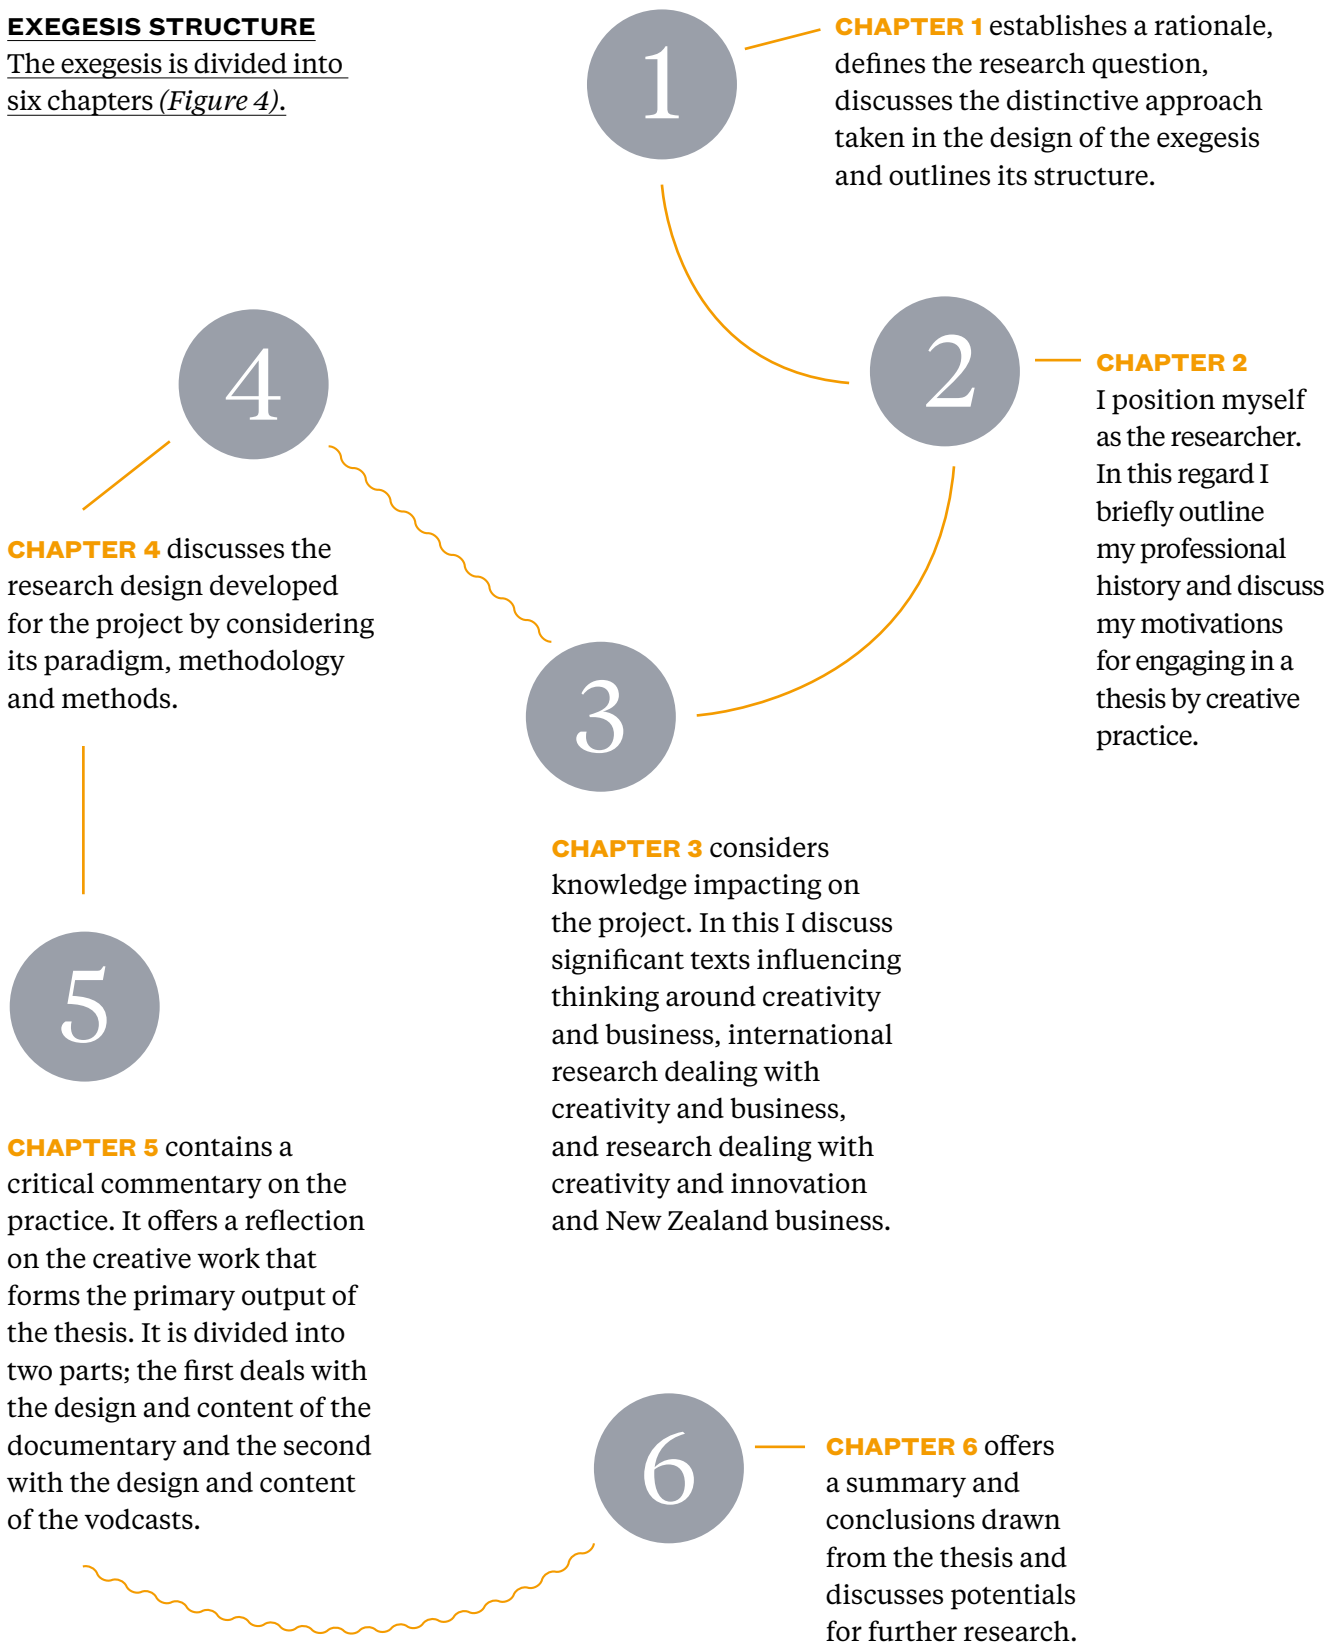 EXEGESIS STRUCTURE
The exegesis is divided into
six chapters (Figure 4).
1
CHAPTER 1 establishes a rationale,
defines the research question,
discusses the distinctive approach
taken in the design of the exegesis
and outlines its structure.
2
CHAPTER 2
I position myself
as the researcher.
In this regard I
briefly outline
my professional
history and discuss
my motivations
for engaging in a
thesis by creative
practice.
3
CHAPTER 3 considers
knowledge impacting on
the project. In this I discuss
significant texts influencing
thinking around creativity
and business, international
research dealing with
creativity and business,
and research dealing with
creativity and innovation
and New Zealand business.
4
CHAPTER 4 discusses the
research design developed
for the project by considering
its paradigm, methodology
and methods.
5
CHAPTER 5 contains a
critical commentary on the
practice. It offers a reflection
on the creative work that
forms the primary output of
the thesis. It is divided into
two parts; the first deals with
the design and content of the
documentary and the second
with the design and content
of the vodcasts.
6
CHAPTER 6 offers
a summary and
conclusions drawn
from the thesis and
discusses potentials
for further research.